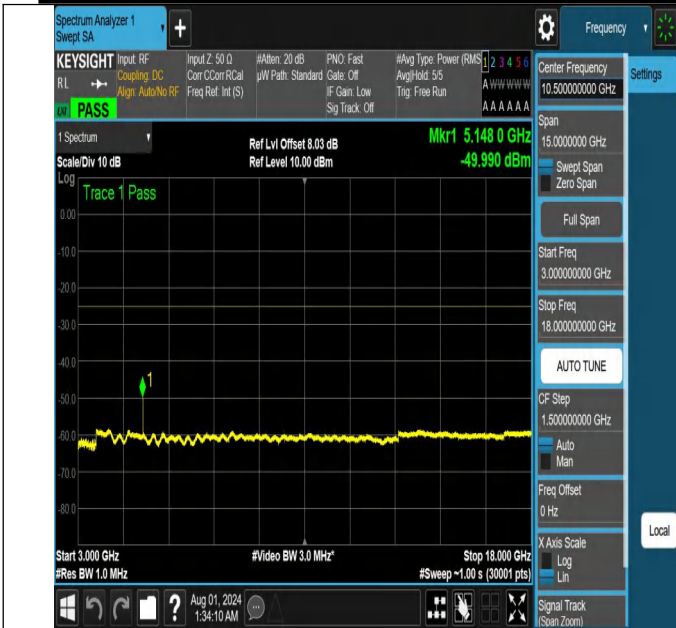 Spectrum Analyzer 1
Swept SA
+
Frequency
KEYSIGHT
RL
PASS
Input: RF
Coupling: DC
Align: Auto/No RF
Input Z: 50 Ω
Corr CCorr RCal
Freq Ref: Int (S)
#Atten: 20 dB
µW Path: Standard
PNO: Fast
Gate: Off
IF Gain: Low
Sig Track: Off
#Avg Type: Power (RMS
Avg|Hold: 5/5
Trig: Free Run
1 2 3 4 5 6
A W W W W W
A A A A A A
1 Spectrum
Scale/Div 10 dB
Ref Lvl Offset 8.03 dB
Ref Level 10.00 dBm
Mkr1 5.148 0 GHz
-49.990 dBm
Log
Trace 1 Pass
0.00
-10.0
-20.0
-30.0
-40.0
-50.0
-60.0
-70.0
-80.0
1
Start 3.000 GHz
#Res BW 1.0 MHz
#Video BW 3.0 MHz*
Stop 18.000 GHz
#Sweep ~1.00 s (30001 pts)
?
Aug 01, 2024
1:34:10 AM
Center Frequency
10.500000000 GHz
Span
15.0000000 GHz
Swept Span
Zero Span
Full Span
Start Freq
3.000000000 GHz
Stop Freq
18.000000000 GHz
AUTO TUNE
CF Step
1.500000000 GHz
Auto
Man
Freq Offset
0 Hz
X Axis Scale
Log
Lin
Signal Track
(Span Zoom)
Settings
Local